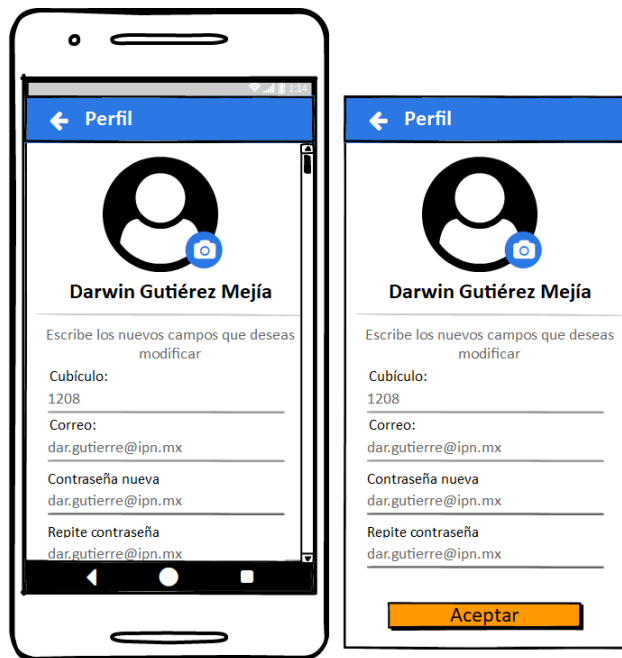 1:14
Perfil
Darwin Gutiérez Mejía
Escribe los nuevos campos que deseas
modificar
Cubículo:
1208
Correo:
dar.gutierre@ipn.mx
Contraseña nueva
dar.gutierre@ipn.mx
Repite contraseña
dar.gutierre@ipn.mx
Perfil
Darwin Gutiérez Mejía
Escribe los nuevos campos que deseas
modificar
Cubículo:
1208
Correo:
dar.gutierre@ipn.mx
Contraseña nueva
dar.gutierre@ipn.mx
Repite contraseña
dar.gutierre@ipn.mx
Aceptar